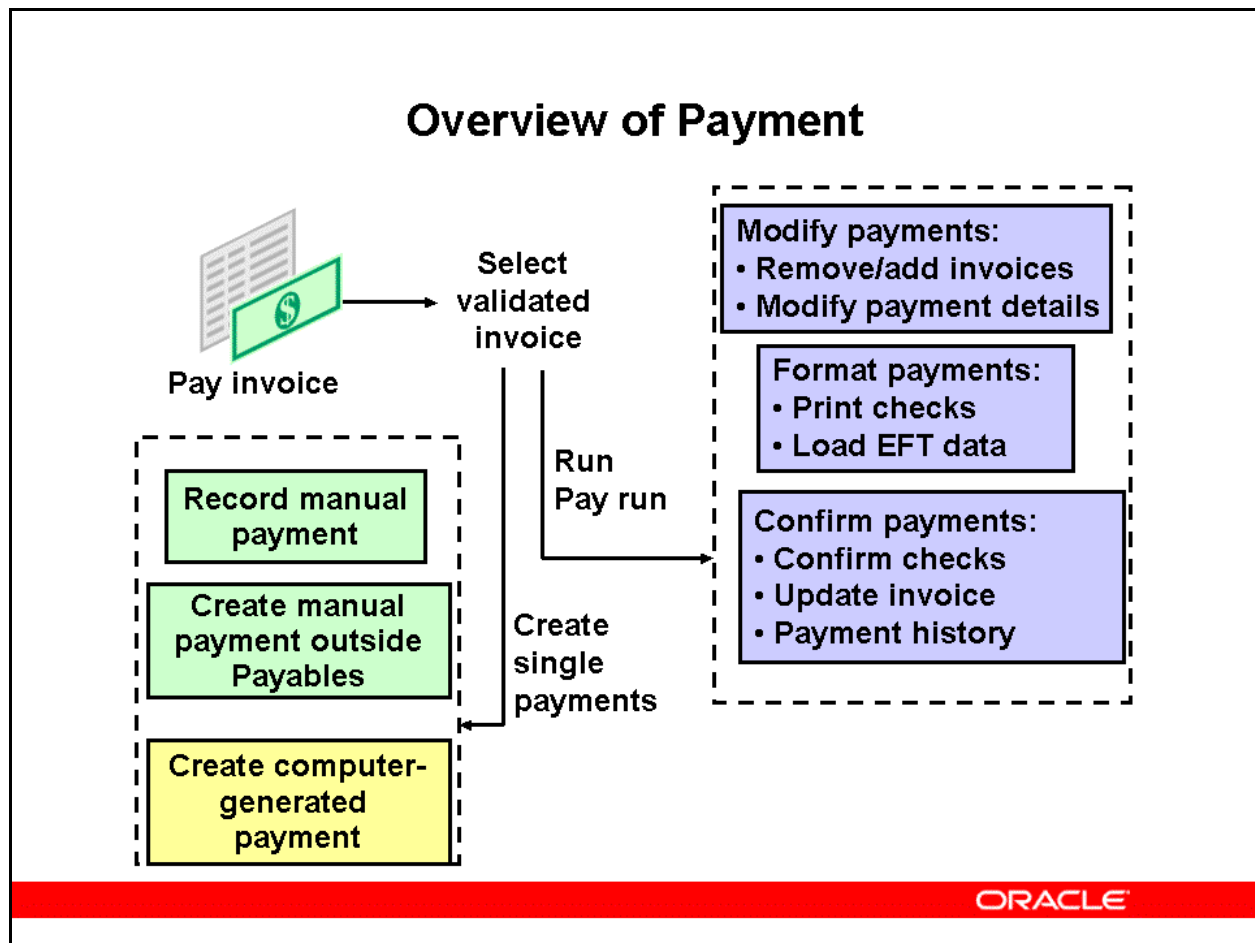 Overview of Payment
Pay invoice
Select
validated
invoice
Run
Pay run
Create
single
payments
Record manual
payment
Create manual
payment outside
Payables
Create computer-
generated
payment
Modify payments:
• Remove/add invoices
• Modify payment details
Format payments:
• Print checks
• Load EFT data
Confirm payments:
• Confirm checks
• Update invoice
• Payment history
$
ORACLE